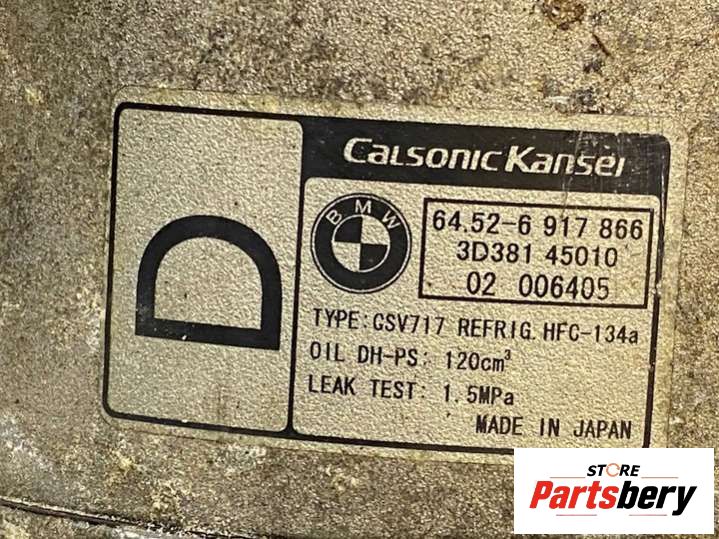 D
CALSONIC KANSEI
BMW
64.52-6 917 866
3D381 45010
02 006405
TYPE:CSV717 REFRIG. HFC-134a
OIL DH-PS: 120cm³
LEAK TEST: 1.5MPa
MADE IN JAPAN
STORE
Partsbery